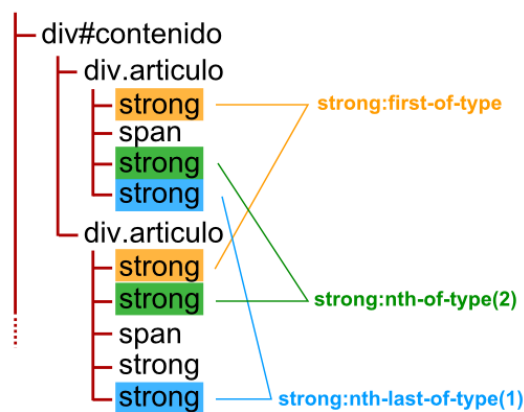 div#contenido
div.articulo
strong
strong:first-of-type
span
strong
strong
div.articulo
strong
strong
strong:nth-of-type(2)
span
strong
strong
strong:nth-last-of-type(1)